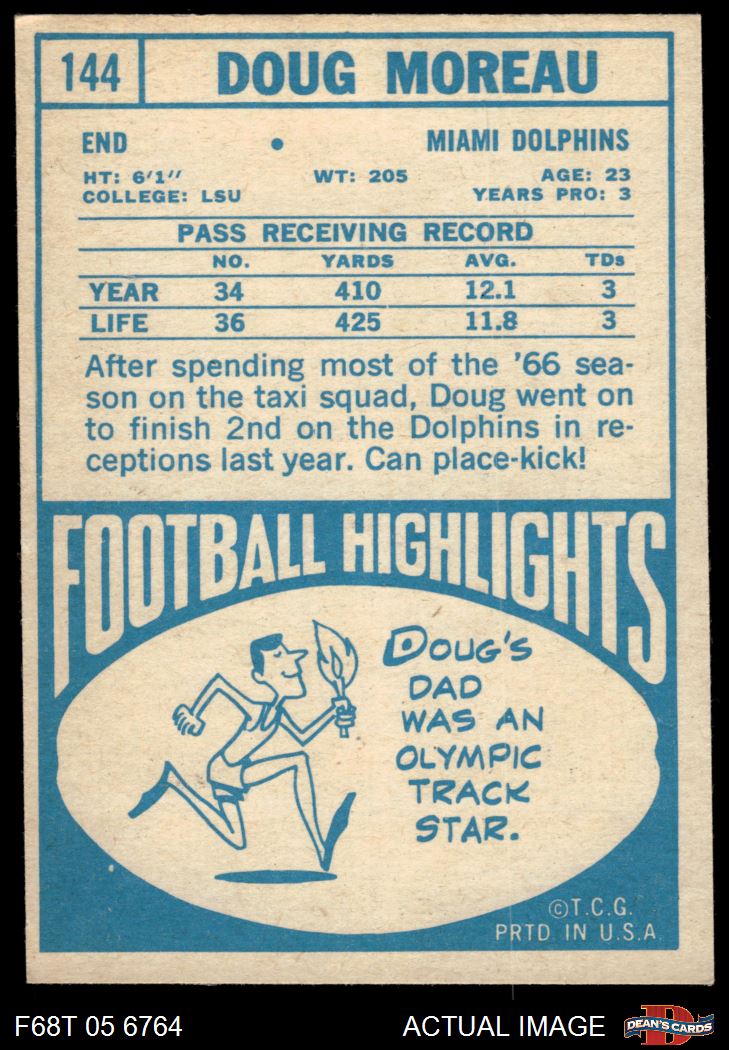 144 DOUG MOREAU
END • MIAMI DOLPHINS
HT: 6'1" WT: 205 AGE: 23
COLLEGE: LSU YEARS PRO: 3
PASS RECEIVING RECORD
NO. YARDS AVG. TDs
YEAR 34 410 12.1 3
LIFE 36 425 11.8 3
After spending most of the '66 sea-
son on the taxi squad, Doug went on
to finish 2nd on the Dolphins in re-
ceptions last year. Can place-kick!
FOOTBALL HIGHLIGHTS
DOUG'S
DAD
WAS AN
OLYMPIC
TRACK
STAR.
©T.C.G.
PRTD IN U.S.A.
F68T 05 6764 ACTUAL IMAGE D DEAN'S CARDS